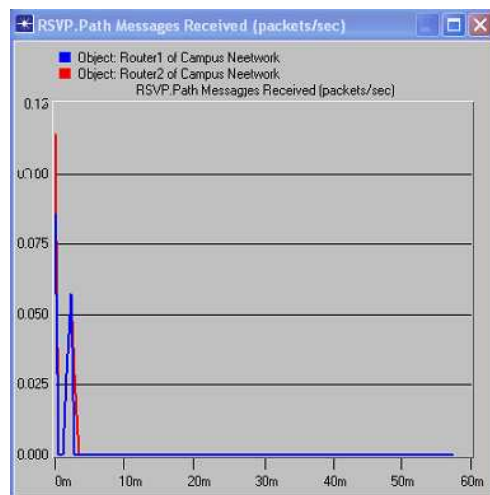 RSVP.Path Messages Received (packets/sec)
Object: Router1 of Campus Neetwork
Object: Router2 of Campus Neetwork
RSVP.Path Messages Received (packets/sec)
0.075
0.050
0.025
0.000
0m 10m 20m 30m 40m 50m 60m